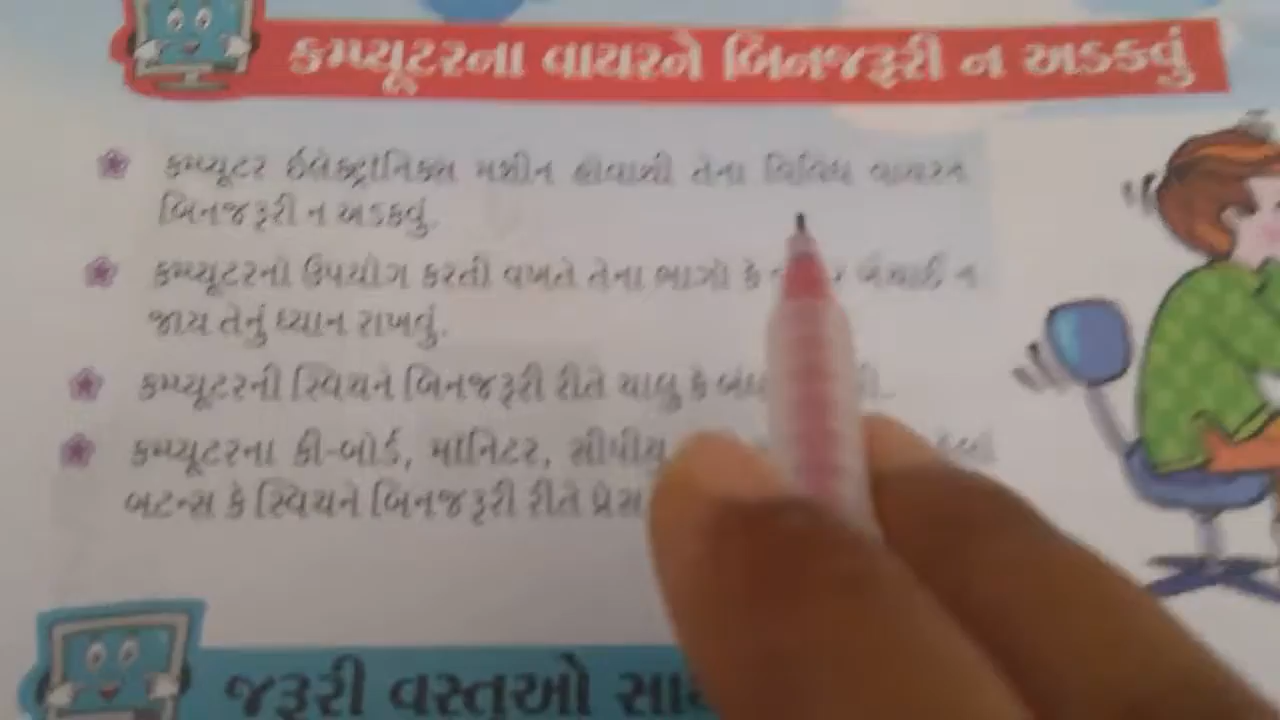 કમ્પ્યૂટરના વાયરને બિનજરૂરી ન અડકવું
કમ્પ્યૂટર ઈલેક્ટ્રાનિક્સ મશીન હોવાથી તેના વિવિધ વાયરને
બિનજરૂરી ન અડકવું.
કમ્પ્યૂટરનો ઉપયોગ કરતી વખતે તેના ભાગો કે ખેંચાઈ ન
જાય તેનું ધ્યાન રાખવું.
કમ્પ્યૂટરની સ્વિચને બિનજરૂરી રીતે ચાલુ કે બંધ
કમ્પ્યૂટરના કી-બોર્ડ, મોનિટર, સીપીયુ
બટન્સ કે સ્વિચને બિનજરૂરી રીતે પ્રેસ
જરૂરી વસ્તુઓ